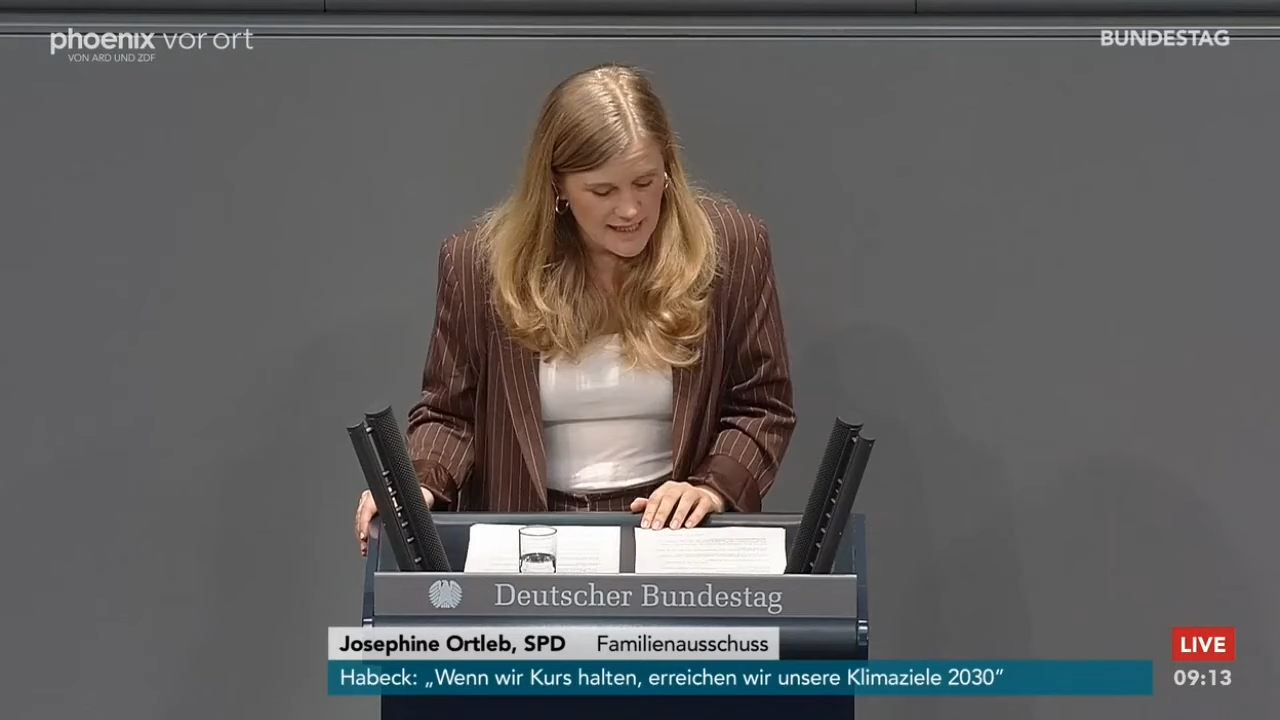 phoenix vor ort
VON ARD UND ZDF
BUNDESTAG
Deutscher Bundestag
Josephine Ortleb, SPD Familienausschuss
Habeck: „Wenn wir Kurs halten, erreichen wir unsere Klimaziele 2030“
LIVE
09:13